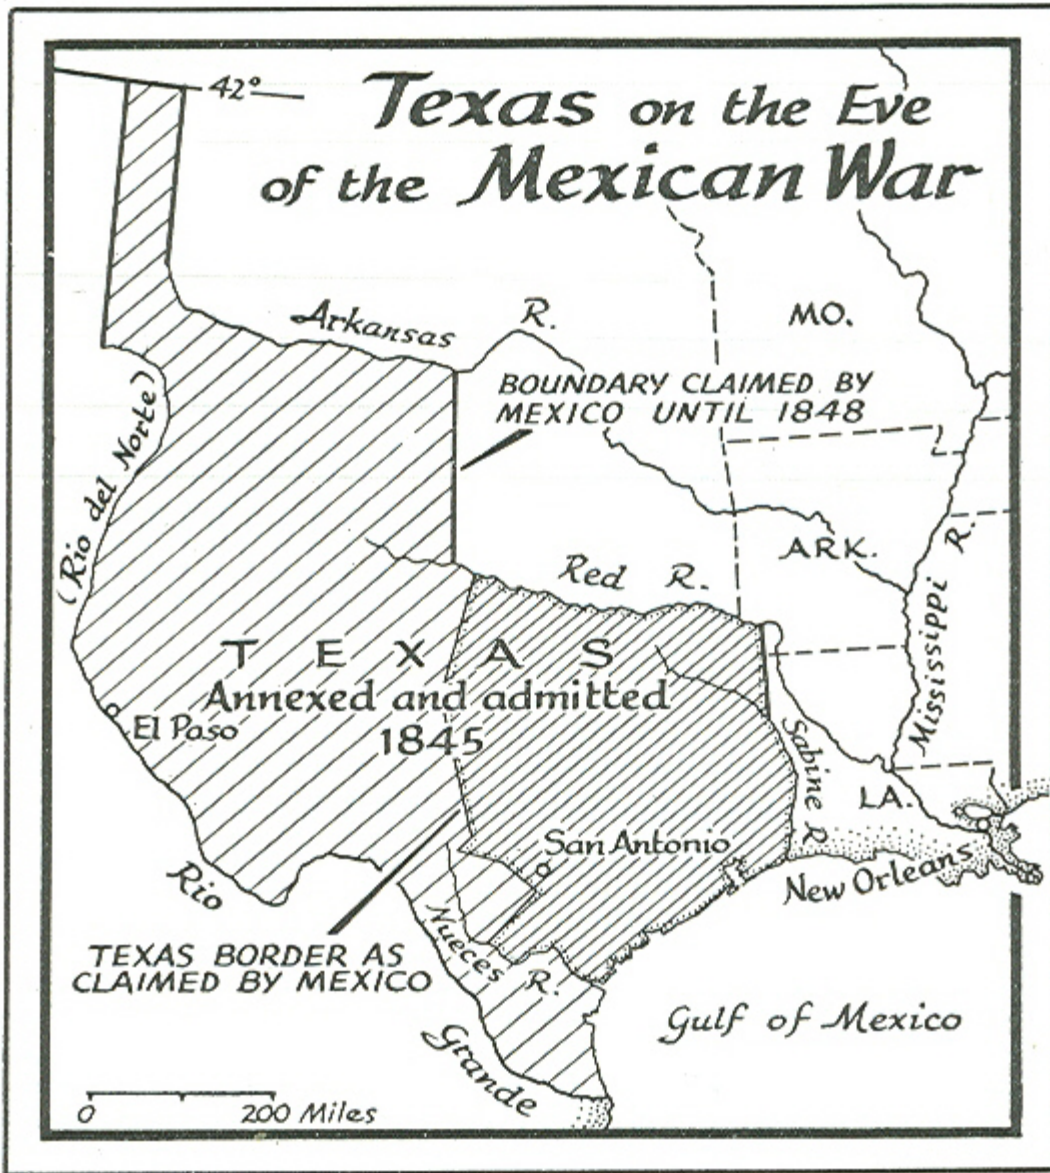 42°
Texas on the Eve
of the Mexican War
Arkansas R.
MO.
BOUNDARY CLAIMED BY
MEXICO UNTIL 1848
(Rio del Norte)
ARK.
Red R.
Mississippi R.
TEXAS
Annexed and admitted
1845
El Paso
Sabine R.
LA.
San Antonio
New Orleans
Rio Grande
Nueces R.
TEXAS BORDER AS
CLAIMED BY MEXICO
Gulf of Mexico
0 200 Miles